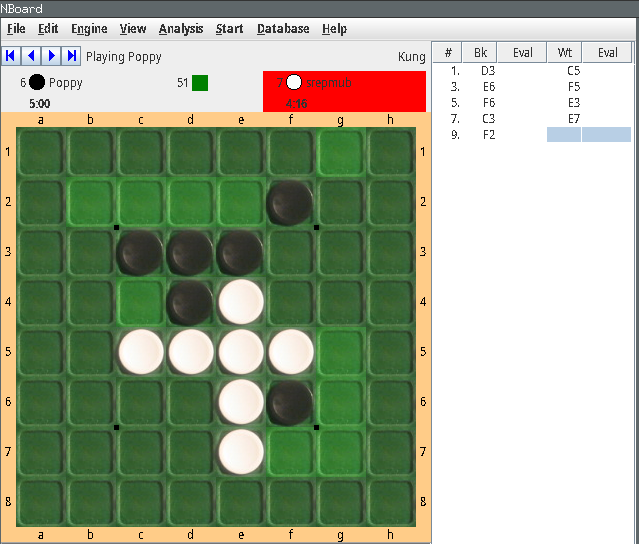 NBoard
File Edit Engine View Analysis Start Database Help
Playing Poppy Kung
6 Poppy 51 7 srepmub
5:00 4:16
a b c d e f g h
1 1
2 2
3 3
4 4
5 5
6 6
7 7
8 8
a b c d e f g h
# Bk Eval Wt Eval
1. D3 C5
3. E6 F5
5. F6 E3
7. C3 E7
9. F2